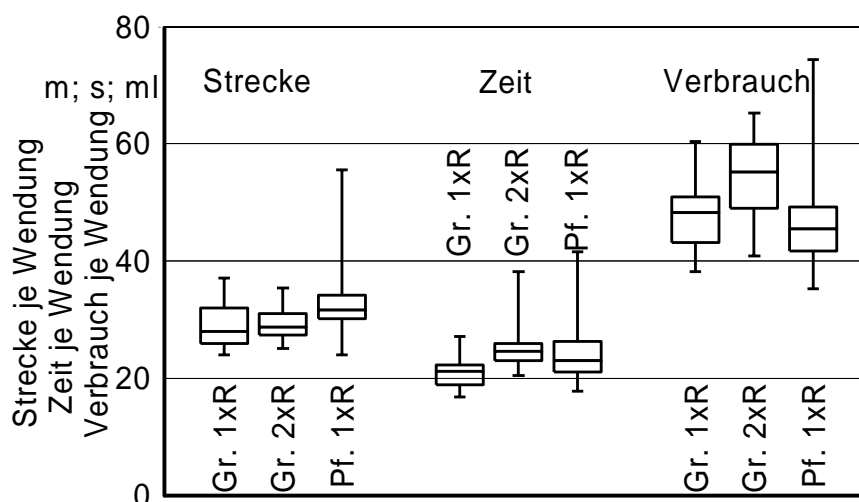 80
Strecke Zeit Verbrauch
m; s; ml
60
40
20
0
Strecke je Wendung
Zeit je Wendung
Verbrauch je Wendung
Gr. 1xR
Gr. 2xR
Pf. 1xR
Gr. 1xR
Gr. 2xR
Pf. 1xR
Gr. 1xR
Gr. 2xR
Pf. 1xR